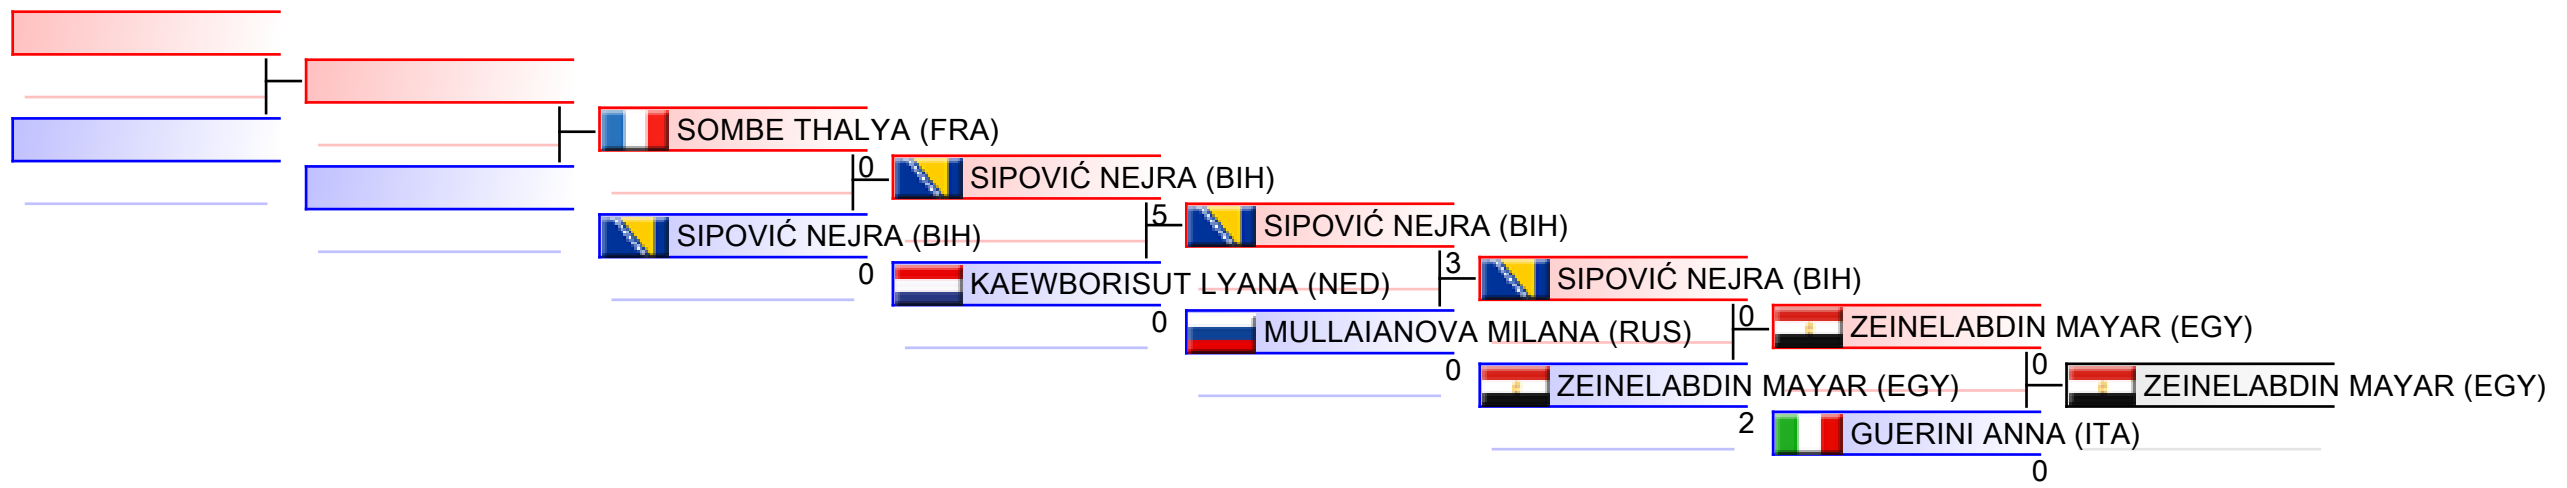 SOMBE THALYA (FRA)
0
SIPOVIĆ NEJRA (BIH)
0
SIPOVIĆ NEJRA (BIH)
5
KAEWBORISUT LYANA (NED)
0
SIPOVIĆ NEJRA (BIH)
3
MULLAIANOVA MILANA (RUS)
0
SIPOVIĆ NEJRA (BIH)
0
ZEINELABDIN MAYAR (EGY)
2
ZEINELABDIN MAYAR (EGY)
0
GUERINI ANNA (ITA)
0
ZEINELABDIN MAYAR (EGY)